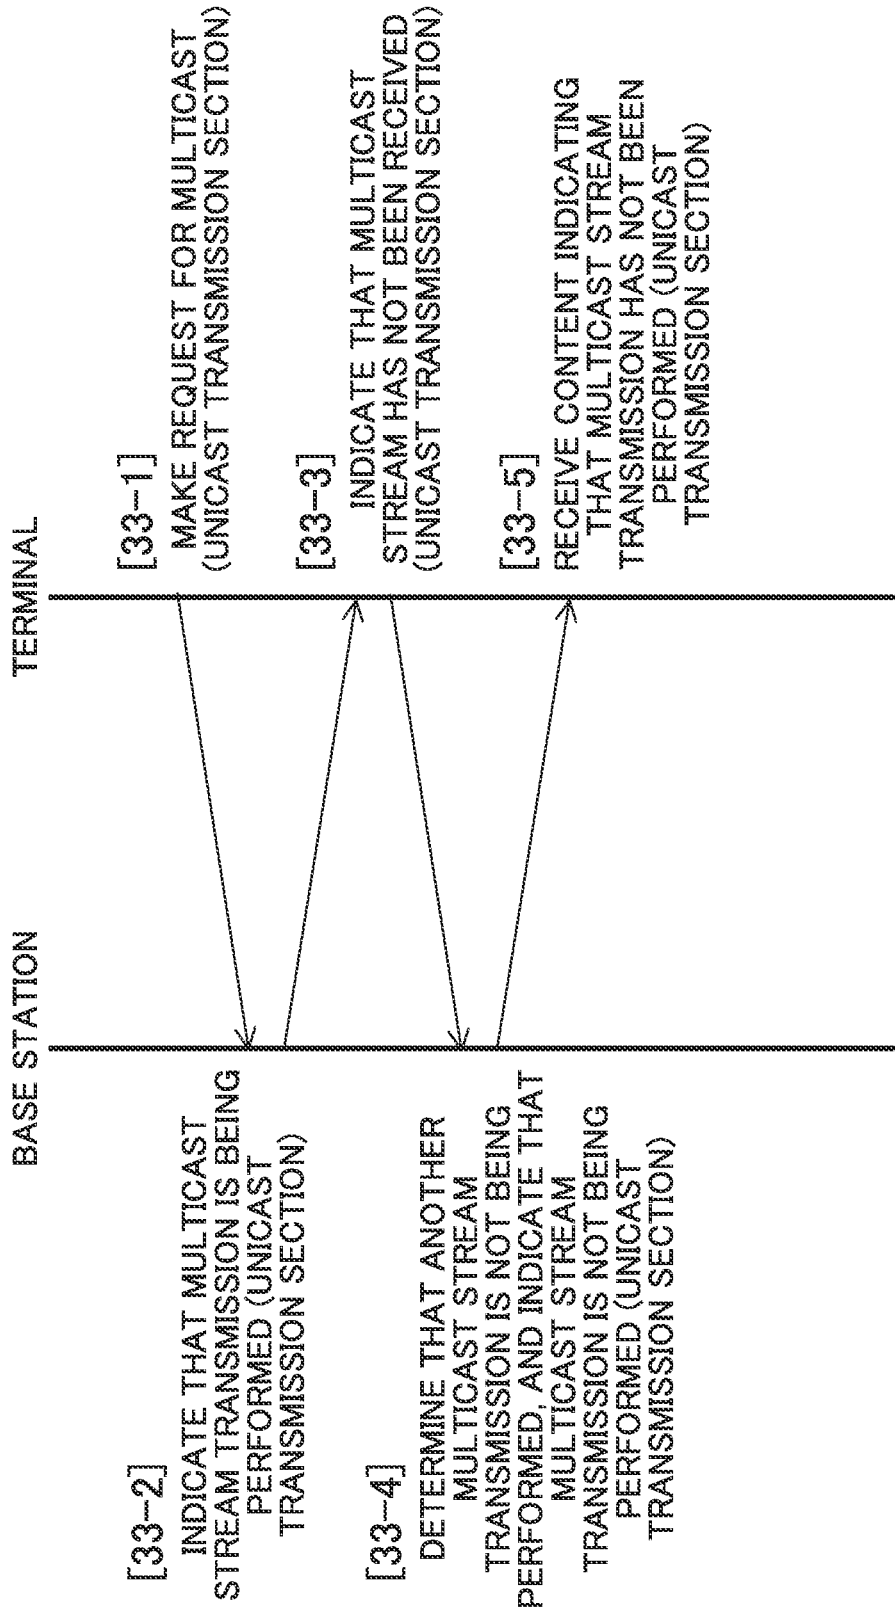 BASE STATION
TERMINAL
[33-1]
MAKE REQUEST FOR MULTICAST
(UNICAST TRANSMISSION SECTION)
[33-2]
INDICATE THAT MULTICAST
STREAM TRANSMISSION IS BEING
PERFORMED (UNICAST
TRANSMISSION SECTION)
[33-3]
INDICATE THAT MULTICAST
STREAM HAS NOT BEEN RECEIVED
(UNICAST TRANSMISSION SECTION)
[33-4]
DETERMINE THAT ANOTHER
MULTICAST STREAM
TRANSMISSION IS NOT BEING
PERFORMED, AND INDICATE THAT
MULTICAST STREAM
TRANSMISSION IS NOT BEING
PERFORMED (UNICAST
TRANSMISSION SECTION)
[33-5]
RECEIVE CONTENT INDICATING
THAT MULTICAST STREAM
TRANSMISSION HAS NOT BEEN
PERFORMED (UNICAST
TRANSMISSION SECTION)